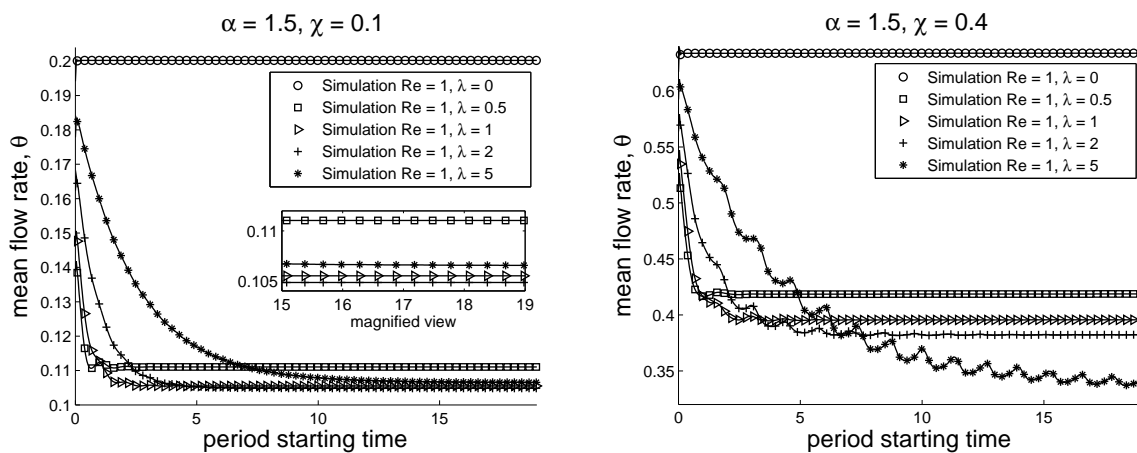 α = 1.5, χ = 0.1
mean flow rate, θ
0.2
0.19
0.18
0.17
0.16
0.15
0.14
0.13
0.12
0.11
0.1
Simulation Re = 1, λ = 0
Simulation Re = 1, λ = 0.5
Simulation Re = 1, λ = 1
Simulation Re = 1, λ = 2
Simulation Re = 1, λ = 5
0.11
0.105
15 16 17 18 19
magnified view
0 5 10 15
period starting time
α = 1.5, χ = 0.4
mean flow rate, θ
0.6
0.55
0.5
0.45
0.4
0.35
Simulation Re = 1, λ = 0
Simulation Re = 1, λ = 0.5
Simulation Re = 1, λ = 1
Simulation Re = 1, λ = 2
Simulation Re = 1, λ = 5
0 5 10 15
period starting time